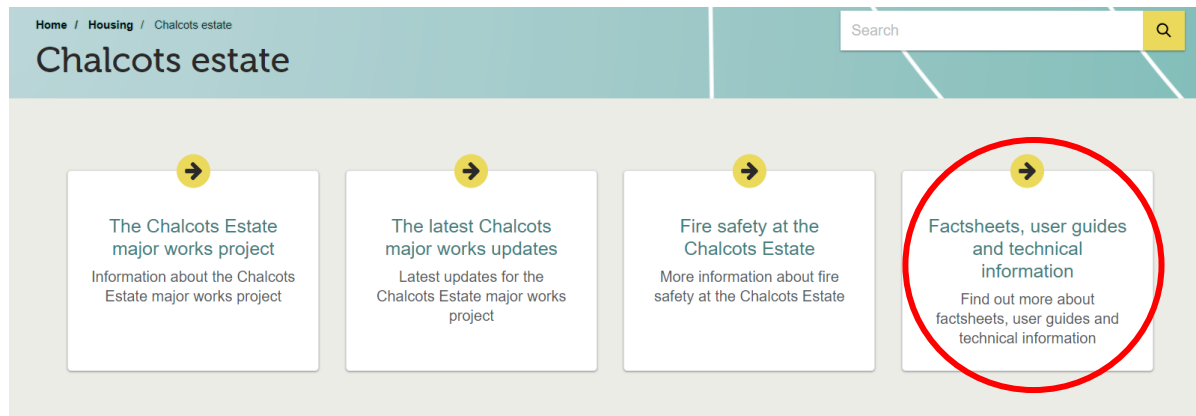 Home / Housing / Chalcots estate
Search
Chalcots estate
The Chalcots Estate
major works project
Information about the Chalcots
Estate major works project
The latest Chalcots
major works updates
Latest updates for the
Chalcots Estate major works
project
Fire safety at the
Chalcots Estate
More information about fire
safety at the Chalcots Estate
Factsheets, user guides
and technical
information
Find out more about
factsheets, user guides and
technical information